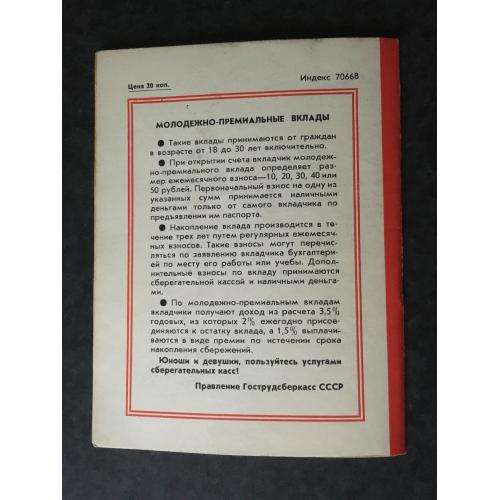 Цена 20 коп.
Индекс 70668
МОЛОДЕЖНО-ПРЕМИАЛЬНЫЕ ВКЛАДЫ
● Такие вклады принимаются от граждан
в возрасте от 18 до 30 лет включительно.
● При открытии счета вкладчик молодеж-
но-премиального вклада определяет раз-
мер ежемесячного взноса—10, 20, 30, 40 или
50 рублей. Первоначальный взнос на одну из
указанных сумм принимается наличными
деньгами только от самого вкладчика по
предъявлении им паспорта.
● Накопление вклада производится в те-
чение трех лет путем регулярных ежемесяч-
ных взносов. Такие взносы могут перечис-
ляться по заявлению вкладчика бухгалтери-
ей по месту его работы или учебы. Допол-
нительные взносы по вкладу принимаются
сберегательной кассой и наличными деньга-
ми.
● По молодежно-премиальным вкладам
вкладчики получают доход из расчета 3,5%
годовых, из которых 2% ежегодно присое-
диняются к остатку вклада, а 1,5% выплачи-
ваются в виде премии по истечении срока
накопления сбережений.
Юноши и девушки, пользуйтесь услугами
сберегательных касс!
Правление Гострудсберкасс СССР